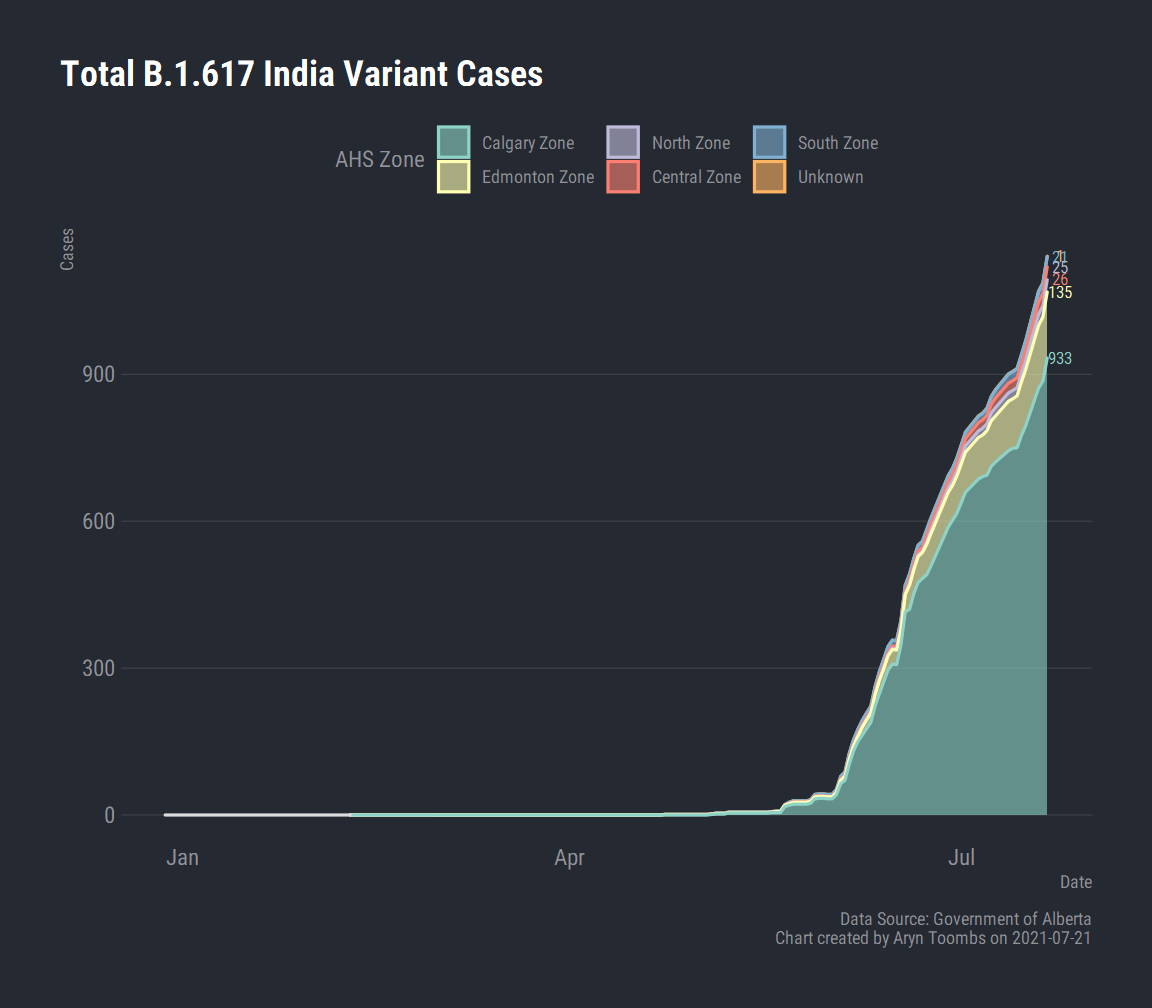 Total B.1.617 India Variant Cases
AHS Zone
Calgary Zone
North Zone
South Zone
Edmonton Zone
Central Zone
Unknown
Cases
21
25
26
135
933
900
600
300
0
Jan
Apr
Jul
Date
Data Source: Government of Alberta
Chart created by Aryn Toombs on 2021-07-21